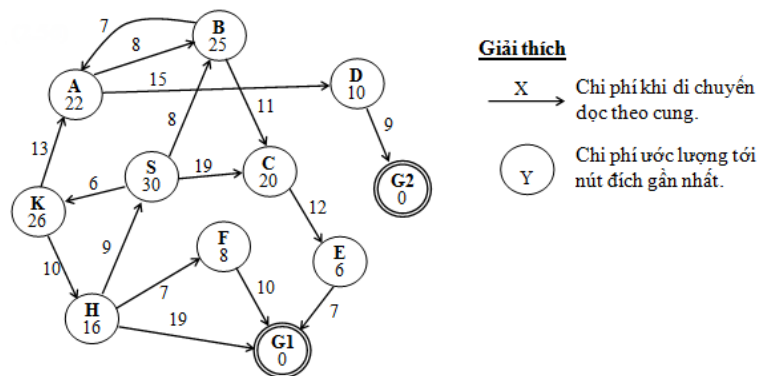 7
B
25
8
A
22
15
D
10
8
11
9
13
S
30
19
C
20
G2
0
6
K
26
12
10
9
F
8
E
6
7
10
7
H
16
19
G1
0
Giải thích
X
Chi phí khi di chuyển
dọc theo cung.
Y
Chi phí ước lượng tới
nút đích gần nhất.